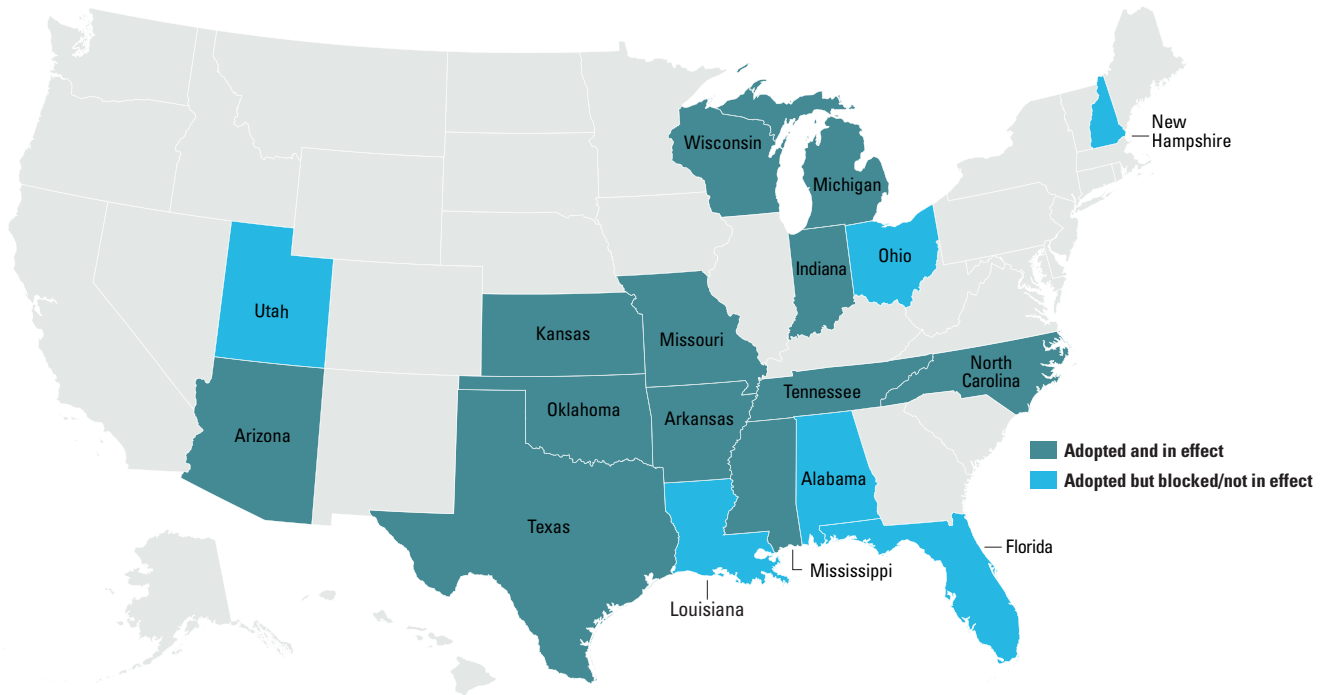 New
Hampshire
Wisconsin
Michigan
Ohio
Indiana
Utah
Kansas
Missouri
North
Carolina
Tennessee
Oklahoma
Arkansas
Arizona
Adopted and in effect
Alabama
Adopted but blocked/not in effect
Texas
Florida
Mississippi
Louisiana